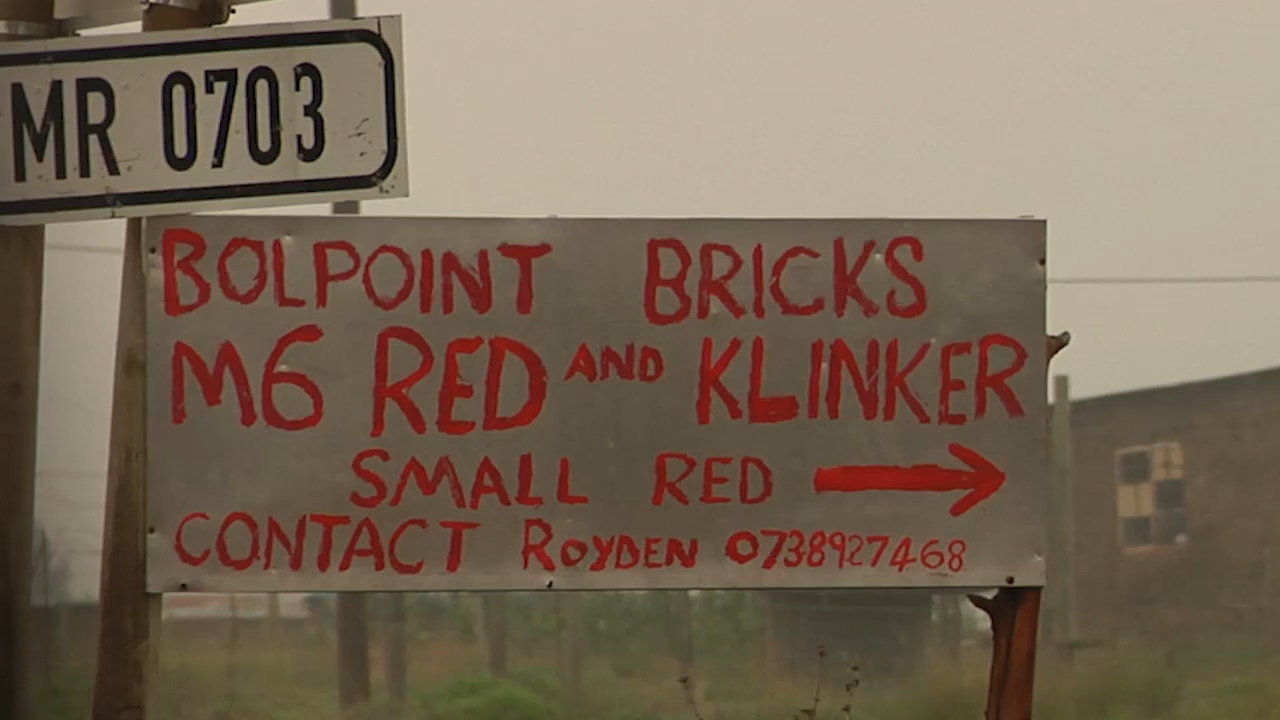 MR 0703
BOLPOINT BRICKS
M6 RED AND KLINKER
SMALL RED
CONTACT ROYDEN 0738927468